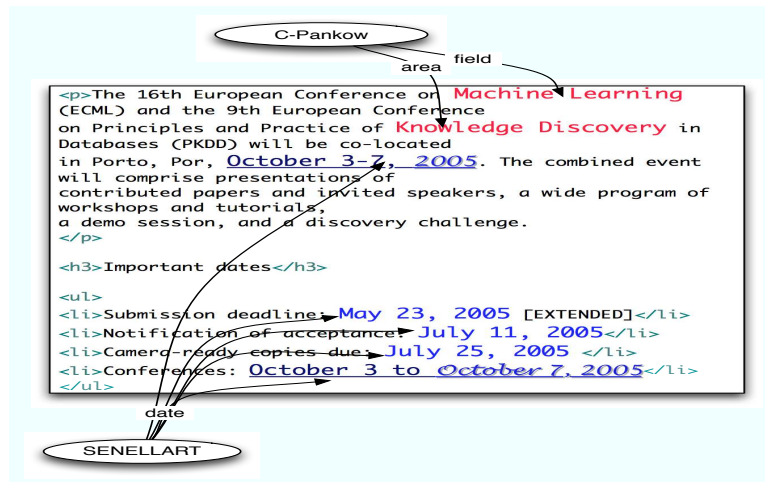 C-Pankow
field
area
<p>The 16th European Conference on Machine Learning
(ECML) and the 9th European Conference
on Principles and Practice of Knowledge Discovery in
Databases (PKDD) will be co-located
in Porto, Por, October 3-7, 2005. The combined event
will comprise presentations of
contributed papers and invited speakers, a wide program of
workshops and tutorials,
a demo session, and a discovery challenge.
</p>
<h3>Important dates</h3>
<ul>
<li>Submission deadline: May 23, 2005 [EXTENDED]</li>
<li>Notification of acceptance: July 11, 2005</li>
<li>Camera-ready copies due: July 25, 2005 </li>
<li>Conferences: October 3 to October 7, 2005</li>
</ul>
date
SENELLART